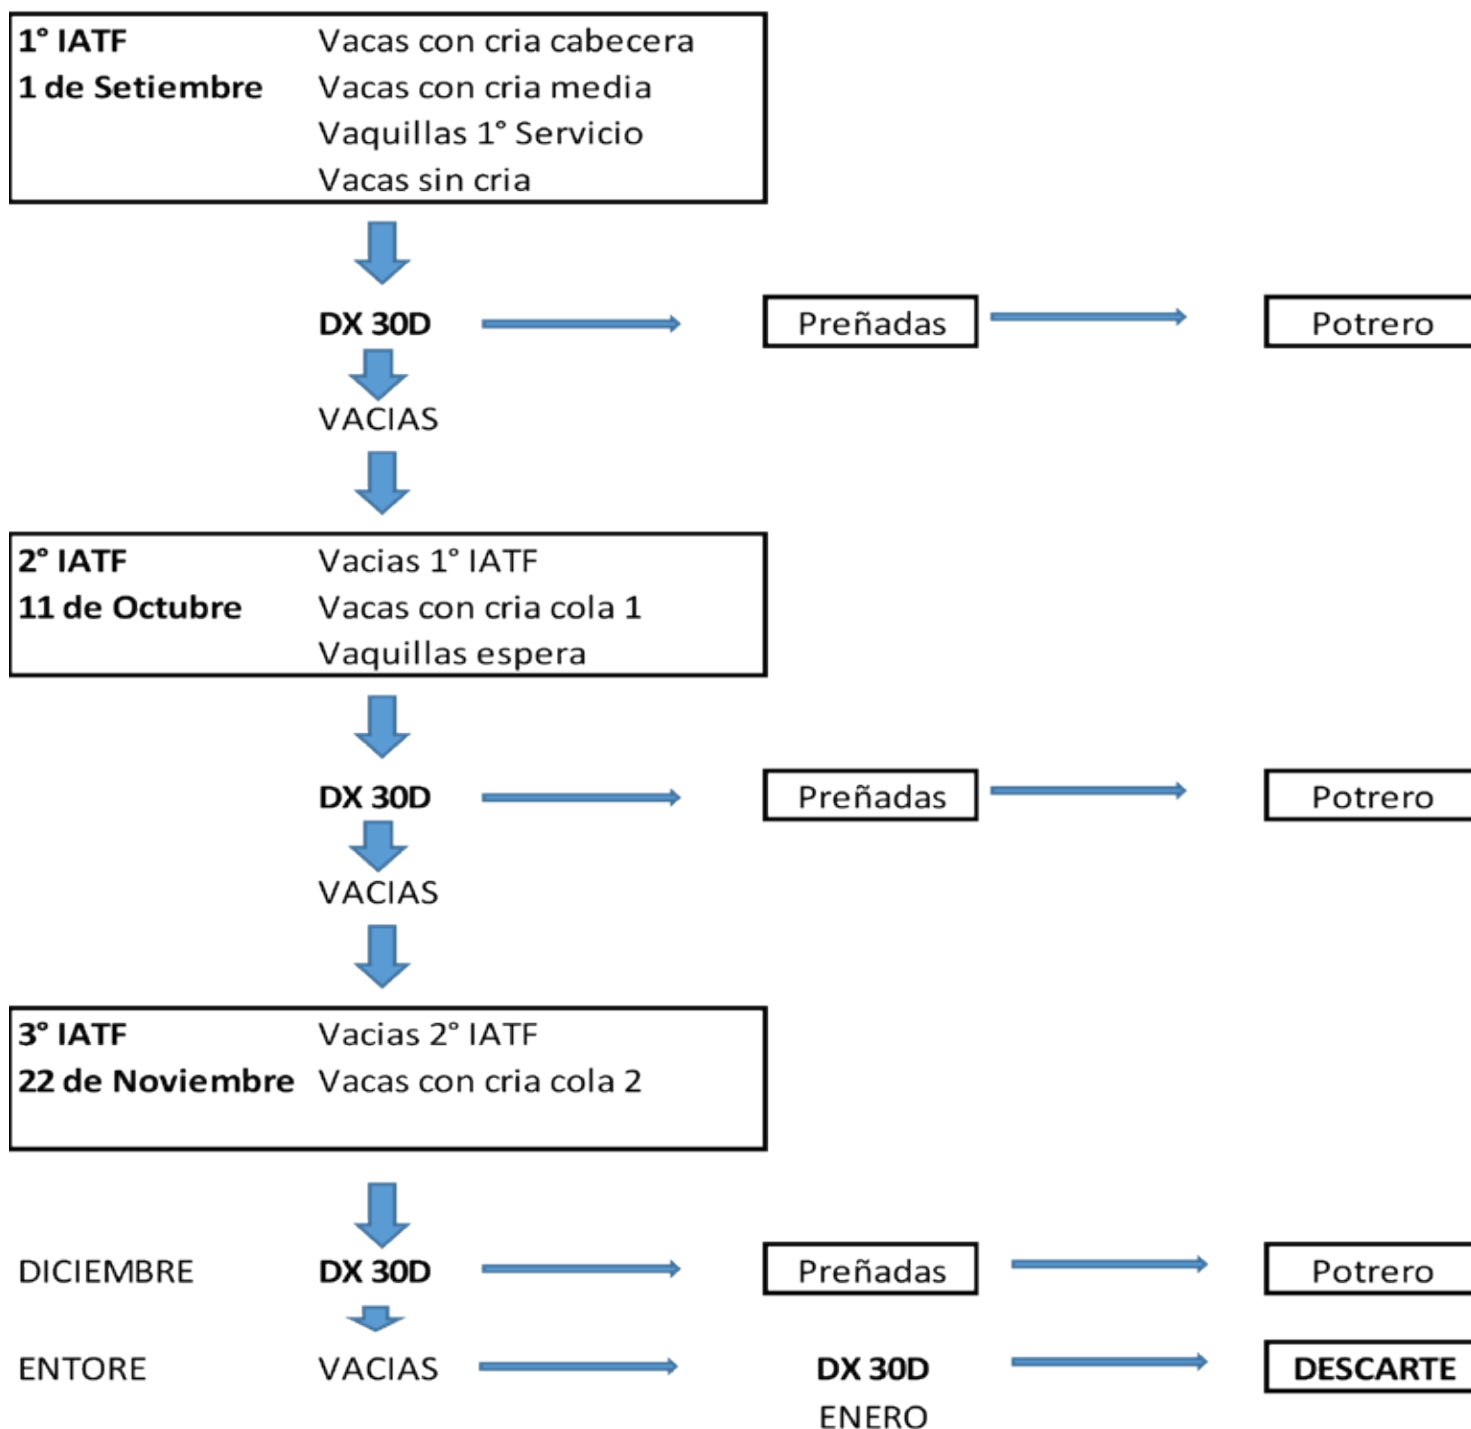 1° IATF Vacas con cria cabecera
1 de Setiembre Vacas con cria media
Vaquillas 1° Servicio
Vacas sin cria
DX 30D Preñadas Potrero
VACIAS
2° IATF Vacias 1° IATF
11 de Octubre Vacas con cria cola 1
Vaquillas espera
DX 30D Preñadas Potrero
VACIAS
3° IATF Vacias 2° IATF
22 de Noviembre Vacas con cria cola 2
DICIEMBRE DX 30D Preñadas Potrero
ENTORE VACIAS DX 30D DESCARTE
ENERO